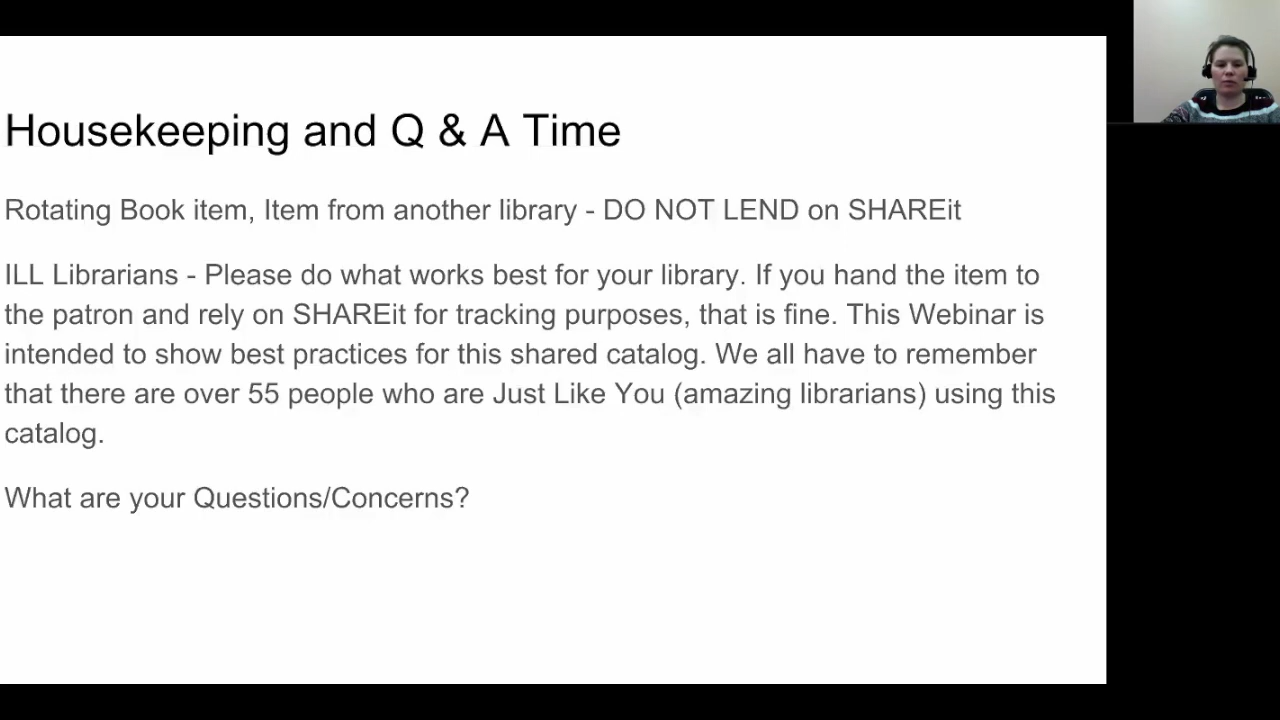 Housekeeping and Q & A Time
Rotating Book item, Item from another library - DO NOT LEND on SHAREit
ILL Librarians - Please do what works best for your library. If you hand the item to
the patron and rely on SHAREit for tracking purposes, that is fine. This Webinar is
intended to show best practices for this shared catalog. We all have to remember
that there are over 55 people who are Just Like You (amazing librarians) using this
catalog.
What are your Questions/Concerns?